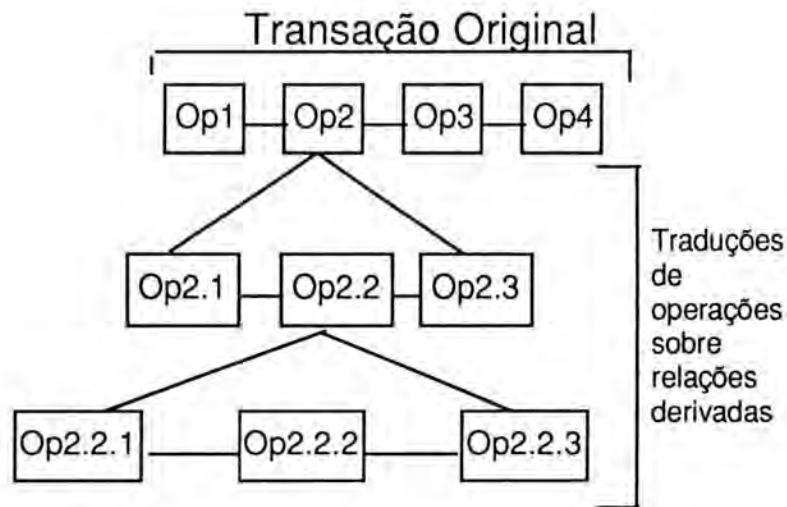 Transação Original
Op1 Op2 Op3 Op4
Op2.1 Op2.2 Op2.3
Op2.2.1 Op2.2.2 Op2.2.3
Traduções
de
operações
sobre
relações
derivadas